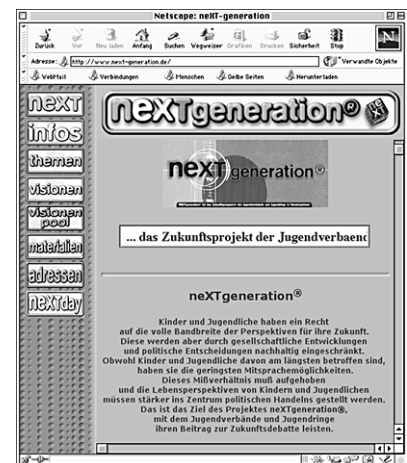 Netscape: neXT-generation
Zurück Vor Neu laden Anfang Suchen Wegweiser Grafiken Drucken Sicherheit Stop
Adresse: http://www.next-generation.de/ Verwandte Objekte
WebMail Verbindungen Menschen Gelbe Seiten Herunterladen
neXT
infos
themen
visionen
visionen
pool
materialien
adressen
neXTday
neXTgeneration®
neXT generation®
... das Zukunftsprojekt der Jugendverbaend
neXTgeneration®
Kinder und Jugendliche haben ein Recht
auf die volle Bandbreite der Perspektiven für ihre Zukunft.
Diese werden aber durch gesellschaftliche Entwicklungen
und politische Entscheidungen nachhaltig eingeschränkt.
Obwohl Kinder und Jugendliche davon am längsten betroffen sind,
haben sie die geringsten Mitsprachemöglichkeiten.
Dieses Mißverhältnis muß aufgehoben
und die Lebensperspektiven von Kindern und Jugendlichen
müssen stärker ins Zentrum politischen Handelns gestellt werden.
Das ist das Ziel des Projektes neXTgeneration®,
mit dem Jugendverbände und Jugendringe
ihren Beitrag zur Zukunftsdebatte leisten.